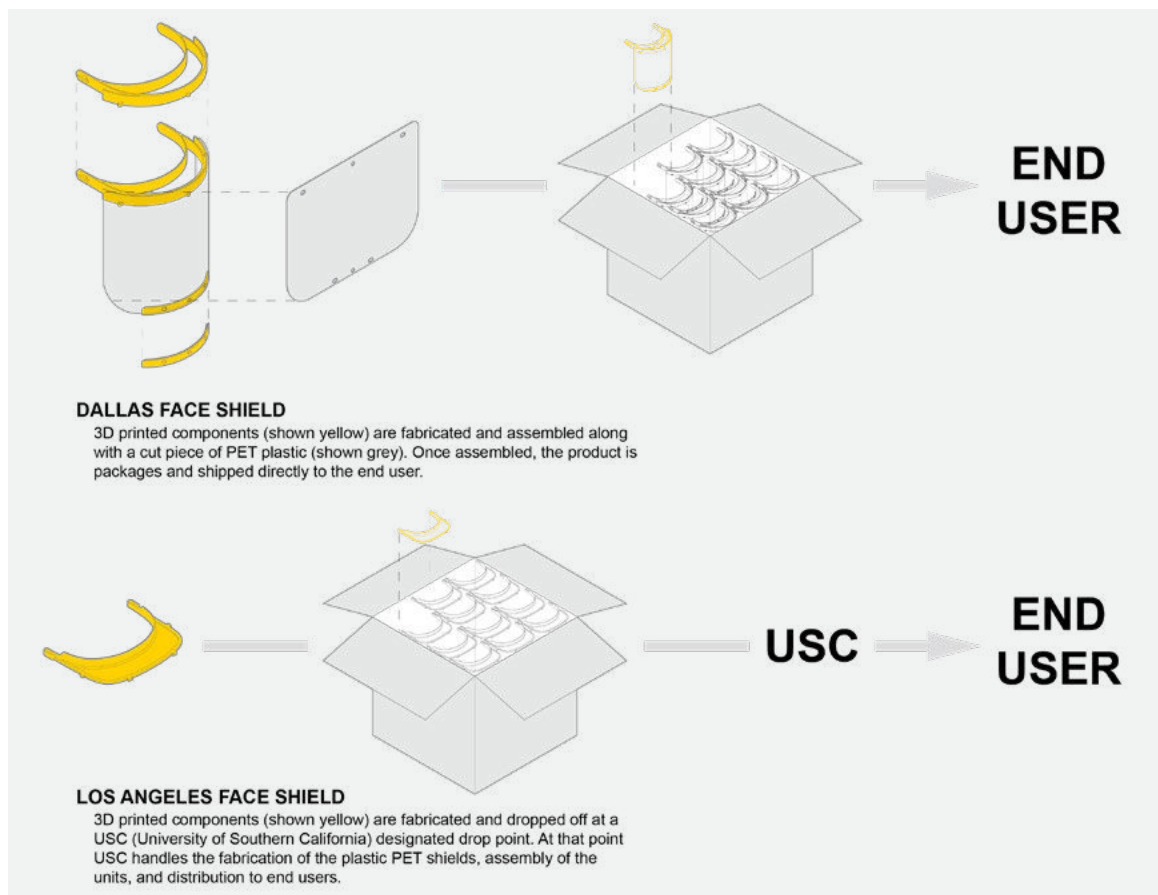 END
USER
DALLAS FACE SHIELD
3D printed components (shown yellow) are fabricated and assembled along
with a cut piece of PET plastic (shown grey). Once assembled, the product is
packages and shipped directly to the end user.
USC
END
USER
LOS ANGELES FACE SHIELD
3D printed components (shown yellow) are fabricated and dropped off at a
USC (University of Southern California) designated drop point. At that point
USC handles the fabrication of the plastic PET shields, assembly of the
units, and distribution to end users.